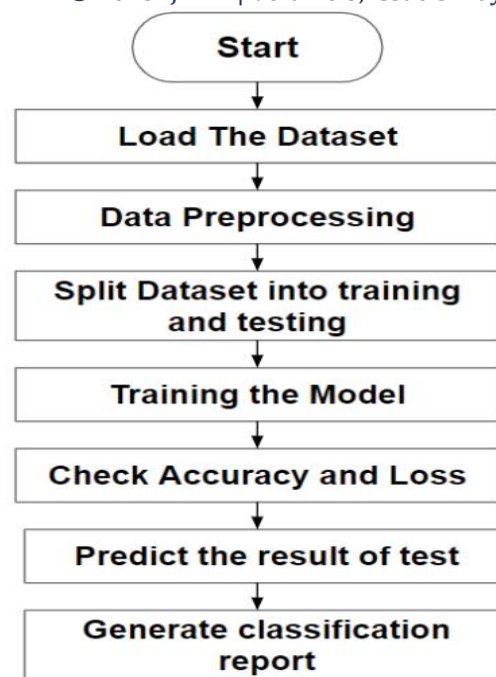 Start
Load The Dataset
Data Preprocessing
Split Dataset into training
and testing
Training the Model
Check Accuracy and Loss
Predict the result of test
Generate classification
report